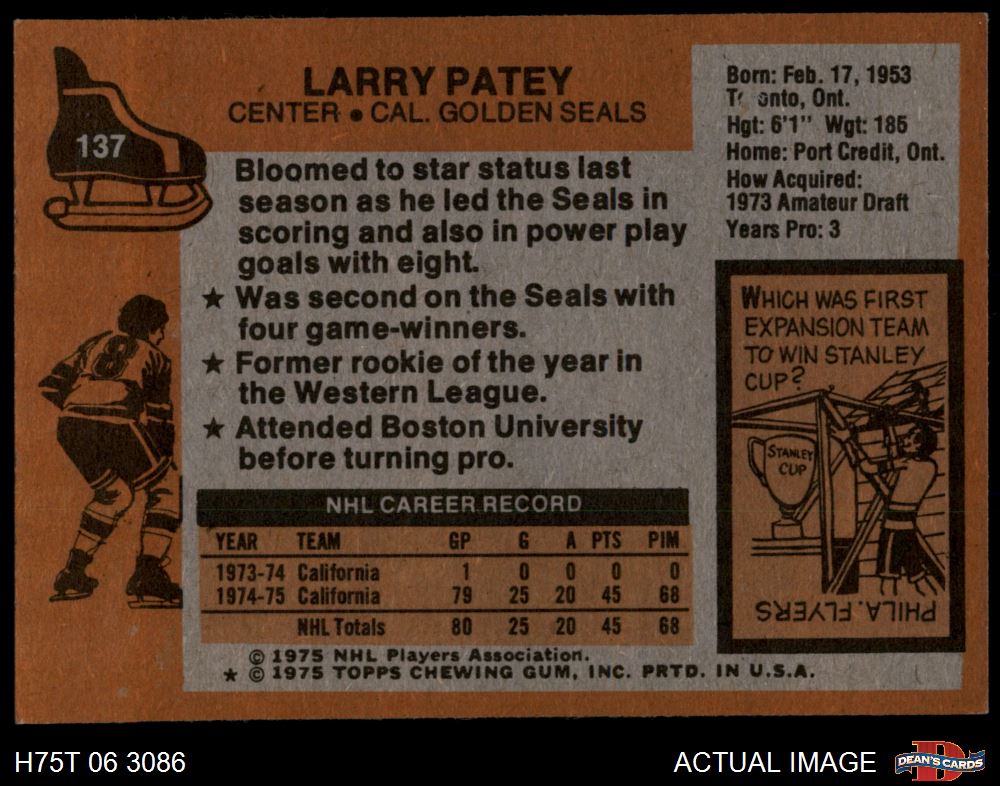 137
LARRY PATEY
CENTER • CAL. GOLDEN SEALS
Bloomed to star status last
season as he led the Seals in
scoring and also in power play
goals with eight.
★ Was second on the Seals with
four game-winners.
★ Former rookie of the year in
the Western League.
★ Attended Boston University
before turning pro.
NHL CAREER RECORD
YEAR TEAM GP G A PTS PIM
1973-74 California 1 0 0 0 0
1974-75 California 79 25 20 45 68
NHL Totals 80 25 20 45 68
© 1975 NHL Players Association.
★ © 1975 TOPPS CHEWING GUM, INC. PRTD. IN U.S.A.
8
Born: Feb. 17, 1953
Toronto, Ont.
Hgt: 6'1" Wgt: 185
Home: Port Credit, Ont.
How Acquired:
1973 Amateur Draft
Years Pro: 3
WHICH WAS FIRST
EXPANSION TEAM
TO WIN STANLEY
CUP?
STANLEY
CUP
PHILA. FLYERS
H75T 06 3086
ACTUAL IMAGE
D
DEAN'S CARDS